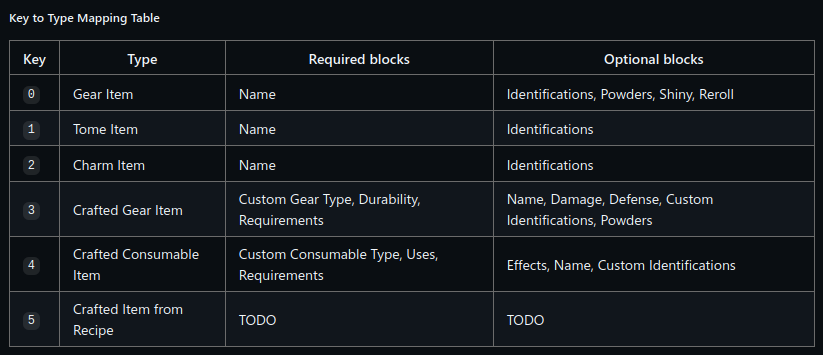 Key to Type Mapping Table
Key Type Required blocks Optional blocks
0 Gear Item Name Identifications, Powders, Shiny, Reroll
1 Tome Item Name Identifications
2 Charm Item Name Identifications
3 Crafted Gear Item Custom Gear Type, Durability, Requirements Name, Damage, Defense, Custom Identifications, Powders
4 Crafted Consumable Item Custom Consumable Type, Uses, Requirements Effects, Name, Custom Identifications
5 Crafted Item from Recipe TODO TODO